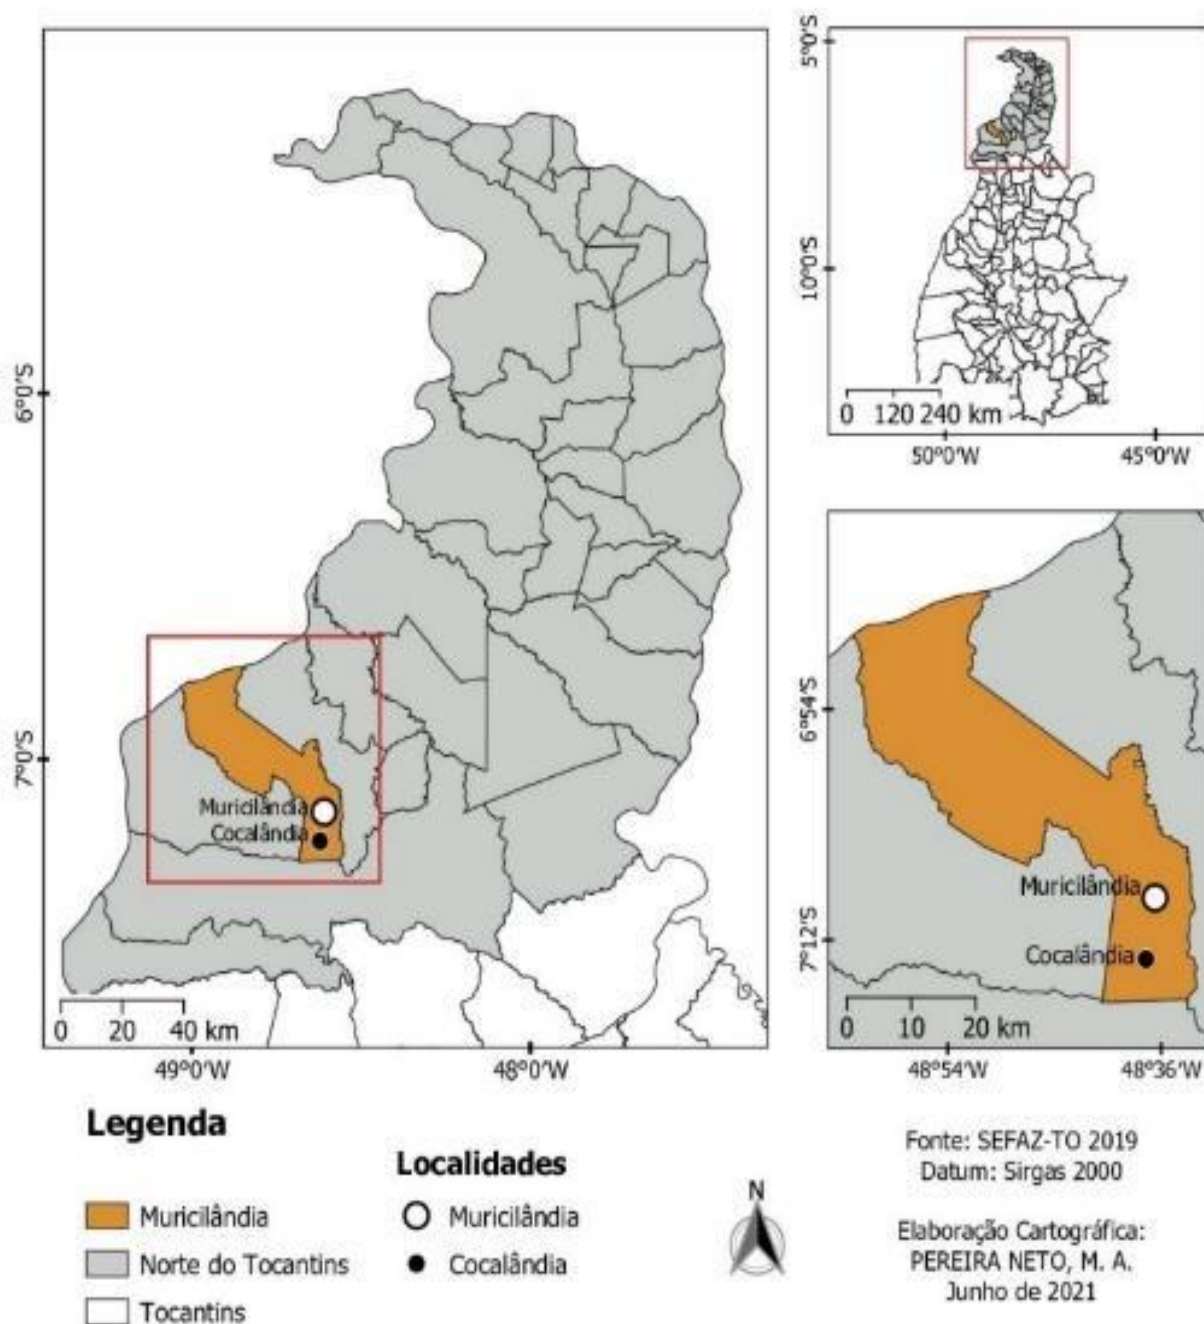 5°0'S
10°0'S
0 120 240 km
50°0'W 45°0'W
6°0'S
7°0'S
Muricilândia
Cocalândia
0 20 40 km
49°0'W 48°0'W
6°54'S
7°12'S
Muricilândia
Cocalândia
0 10 20 km
48°54'W 48°36'W
Legenda
Muricilândia
Norte do Tocantins
Tocantins
Localidades
Muricilândia
Cocalândia
N
Fonte: SEFAZ-TO 2019
Datum: Sirgas 2000
Elaboração Cartográfica:
PEREIRA NETO, M. A.
Junho de 2021